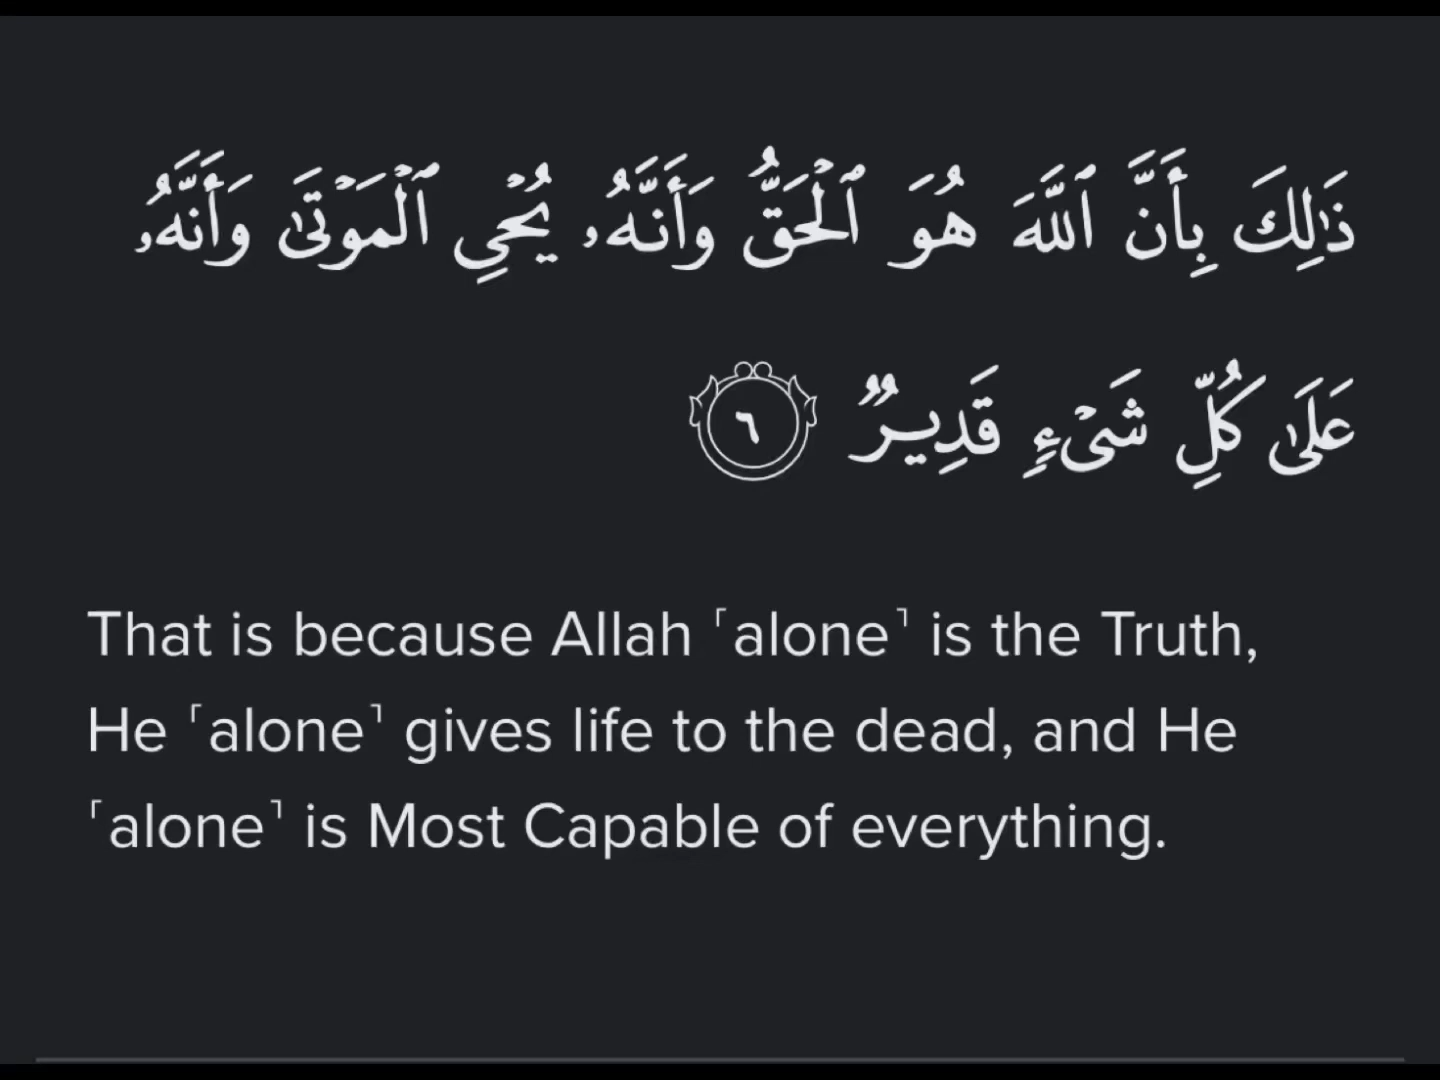 ذَٰلِكَ بِأَنَّ ٱللَّهَ هُوَ ٱلْحَقُّ وَأَنَّهُۥ يُحْىِ ٱلْمَوْتَىٰ وَأَنَّهُۥ
عَلَىٰ كُلِّ شَىْءٍ قَدِيرٌ ٦
That is because Allah ˹alone˺ is the Truth,
He ˹alone˺ gives life to the dead, and He
˹alone˺ is Most Capable of everything.